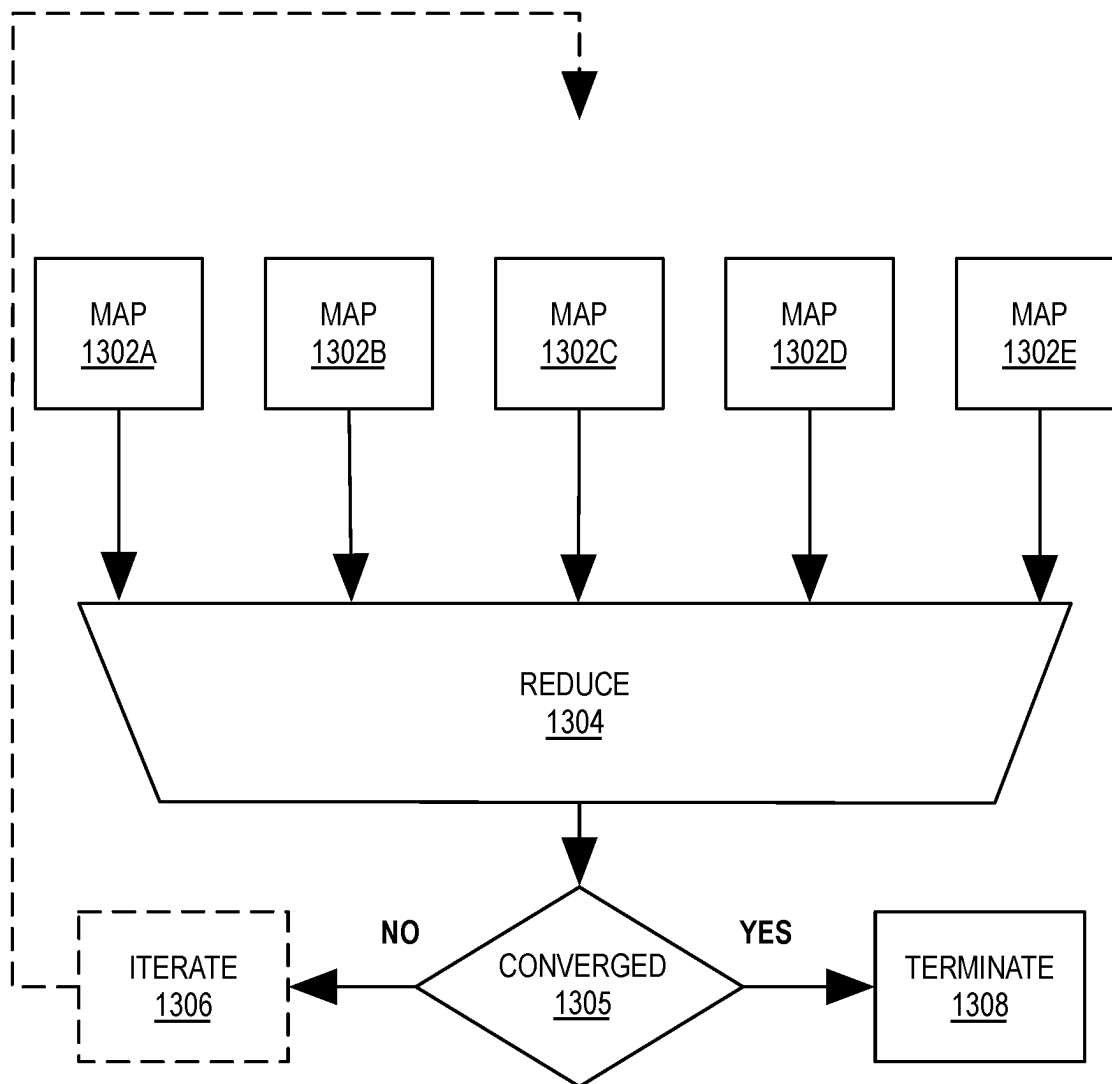 MAP
1302A
MAP
1302B
MAP
1302C
MAP
1302D
MAP
1302E
REDUCE
1304
NO
YES
ITERATE
1306
CONVERGED
1305
TERMINATE
1308